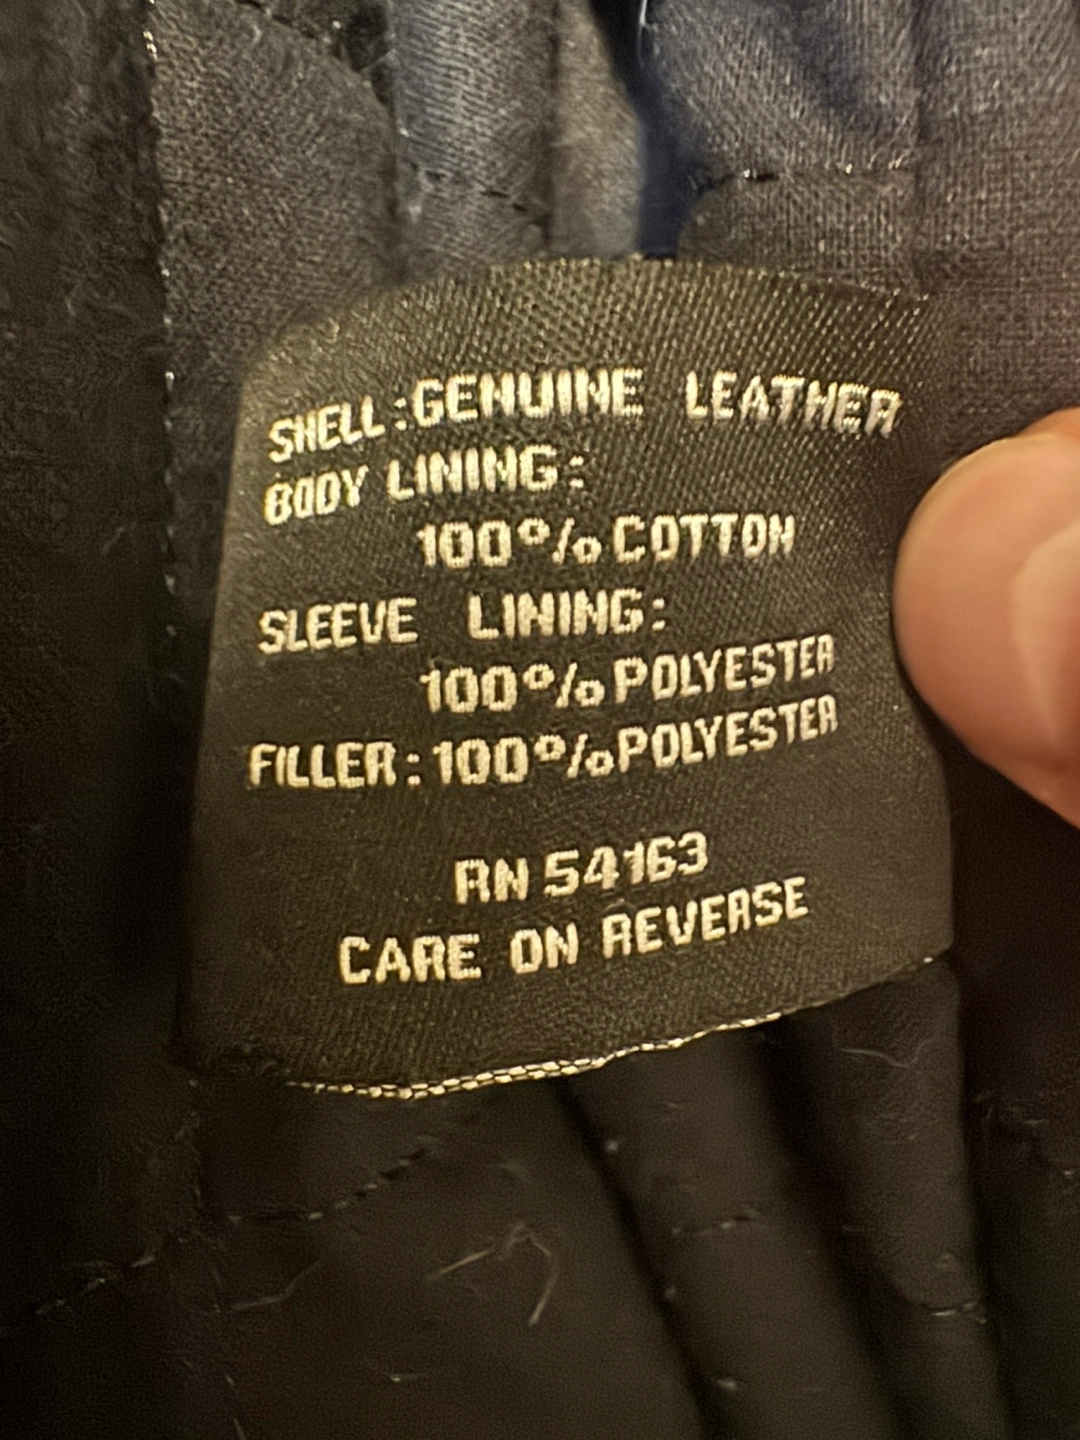 SHELL:GENUINE LEATHER
BODY LINING:
100%COTTON
SLEEVE LINING:
100%POLYESTER
FILLER:100%POLYESTER
RN 54163
CARE ON REVERSE